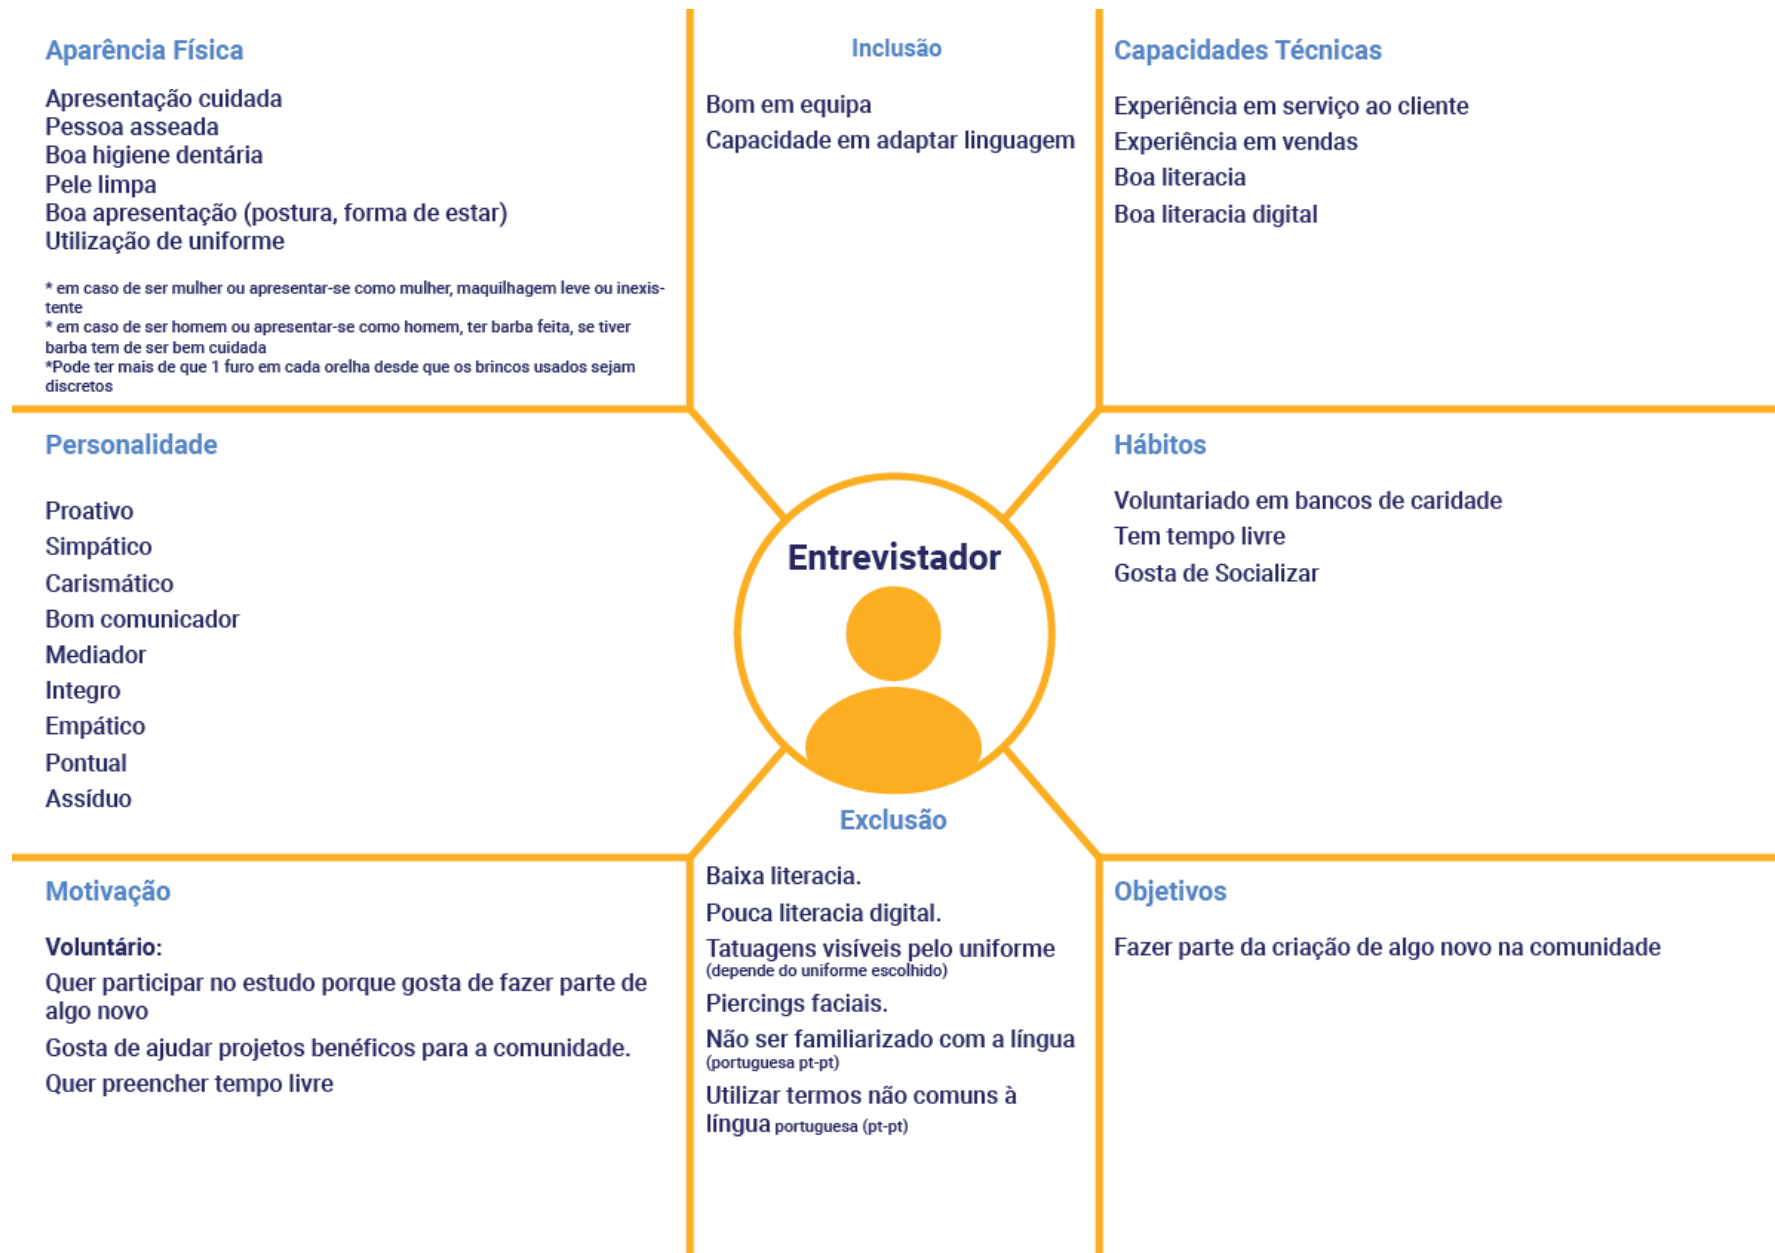 Aparência Física
Apresentação cuidada
Pessoa asseada
Boa higiene dentária
Pele limpa
Boa apresentação (postura, forma de estar)
Utilização de uniforme
* em caso de ser mulher ou apresentar-se como mulher, maquilhagem leve ou inexis-
tente
* em caso de ser homem ou apresentar-se como homem, ter barba feita, se tiver
barba tem de ser bem cuidada
*Pode ter mais de que 1 furo em cada orelha desde que os brincos usados sejam
discretos
Inclusão
Bom em equipa
Capacidade em adaptar linguagem
Capacidades Técnicas
Experiência em serviço ao cliente
Experiência em vendas
Boa literacia
Boa literacia digital
Personalidade
Proativo
Simpático
Carismático
Bom comunicador
Mediador
Integro
Empático
Pontual
Assíduo
Entrevistador
Hábitos
Voluntariado em bancos de caridade
Tem tempo livre
Gosta de Socializar
Motivação
Voluntário:
Quer participar no estudo porque gosta de fazer parte de
algo novo
Gosta de ajudar projetos benéficos para a comunidade.
Quer preencher tempo livre
Exclusão
Baixa literacia.
Pouca literacia digital.
Tatuagens visíveis pelo uniforme
(depende do uniforme escolhido)
Piercings faciais.
Não ser familiarizado com a língua
(portuguesa pt-pt)
Utilizar termos não comuns à
língua portuguesa (pt-pt)
Objetivos
Fazer parte da criação de algo novo na comunidade